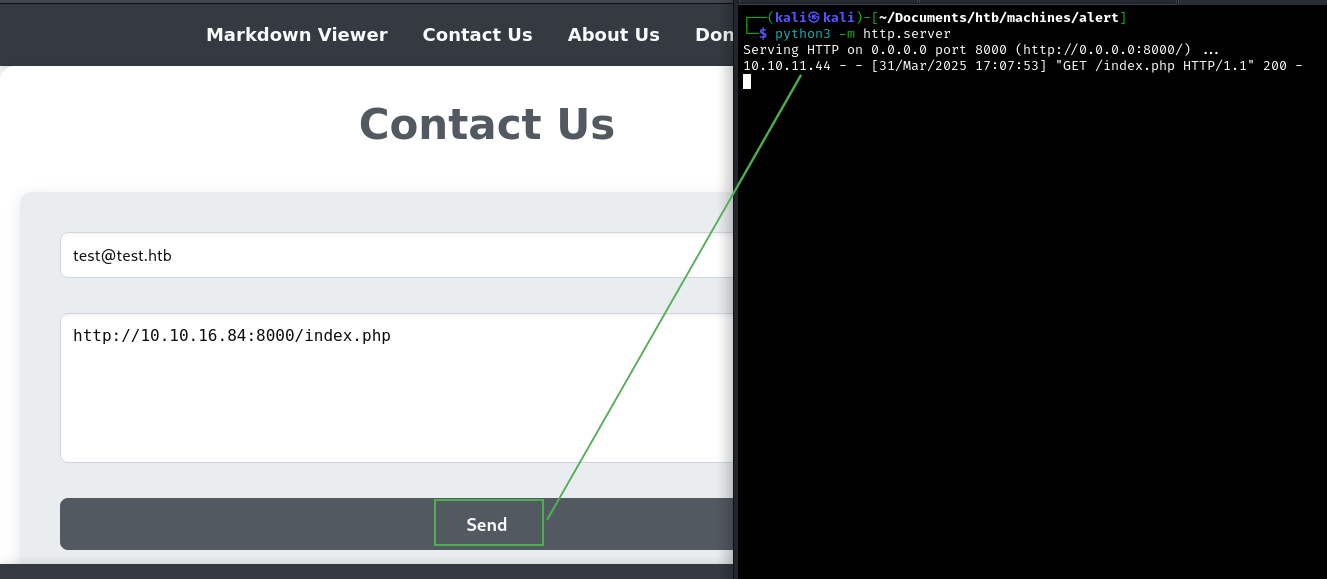 Markdown Viewer Contact Us About Us Don
Contact Us
test@test.htb
http://10.10.16.84:8000/index.php
Send
┌──(kali㉿kali)-[~/Documents/htb/machines/alert]
└─$ python3 -m http.server
Serving HTTP on 0.0.0.0 port 8000 (http://0.0.0.0:8000/) ...
10.10.11.44 - - [31/Mar/2025 17:07:53] "GET /index.php HTTP/1.1" 200 -